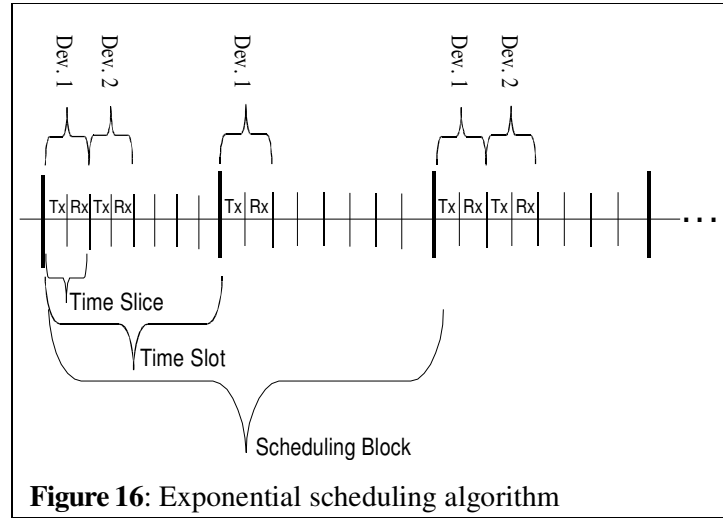 Dev. 1
Dev. 2
Dev. 1
Dev. 1
Dev. 2
Tx Rx Tx Rx Tx Rx Tx Rx Tx Rx
Time Slice
Time Slot
Scheduling Block
Figure 16: Exponential scheduling algorithm